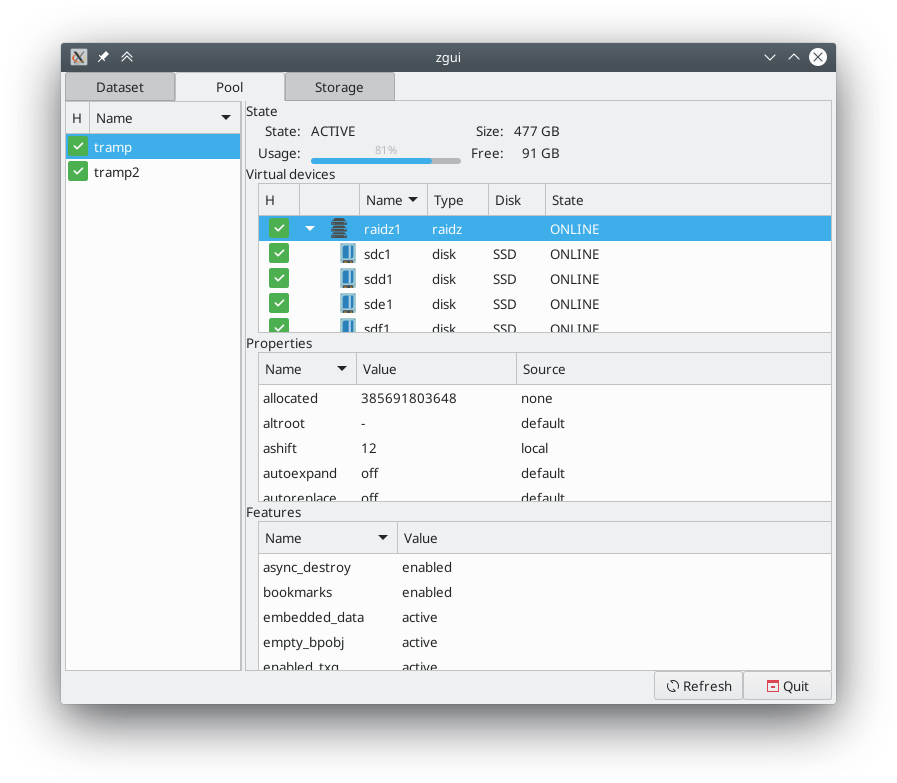 zgui
Dataset Pool Storage
H Name
tramp
tramp2
State
State: ACTIVE Size: 477 GB
81%
Usage: Free: 91 GB
Virtual devices
H Name Type Disk State
raidz1 raidz ONLINE
sdc1 disk SSD ONLINE
sdd1 disk SSD ONLINE
sde1 disk SSD ONLINE
sdf1 disk SSD ONLINE
Properties
Name Value Source
allocated 385691803648 none
altroot - default
ashift 12 local
autoexpand off default
autoreplace off default
Features
Name Value
async_destroy enabled
bookmarks enabled
embedded_data active
empty_bpobj active
enabled_txg active
Refresh Quit